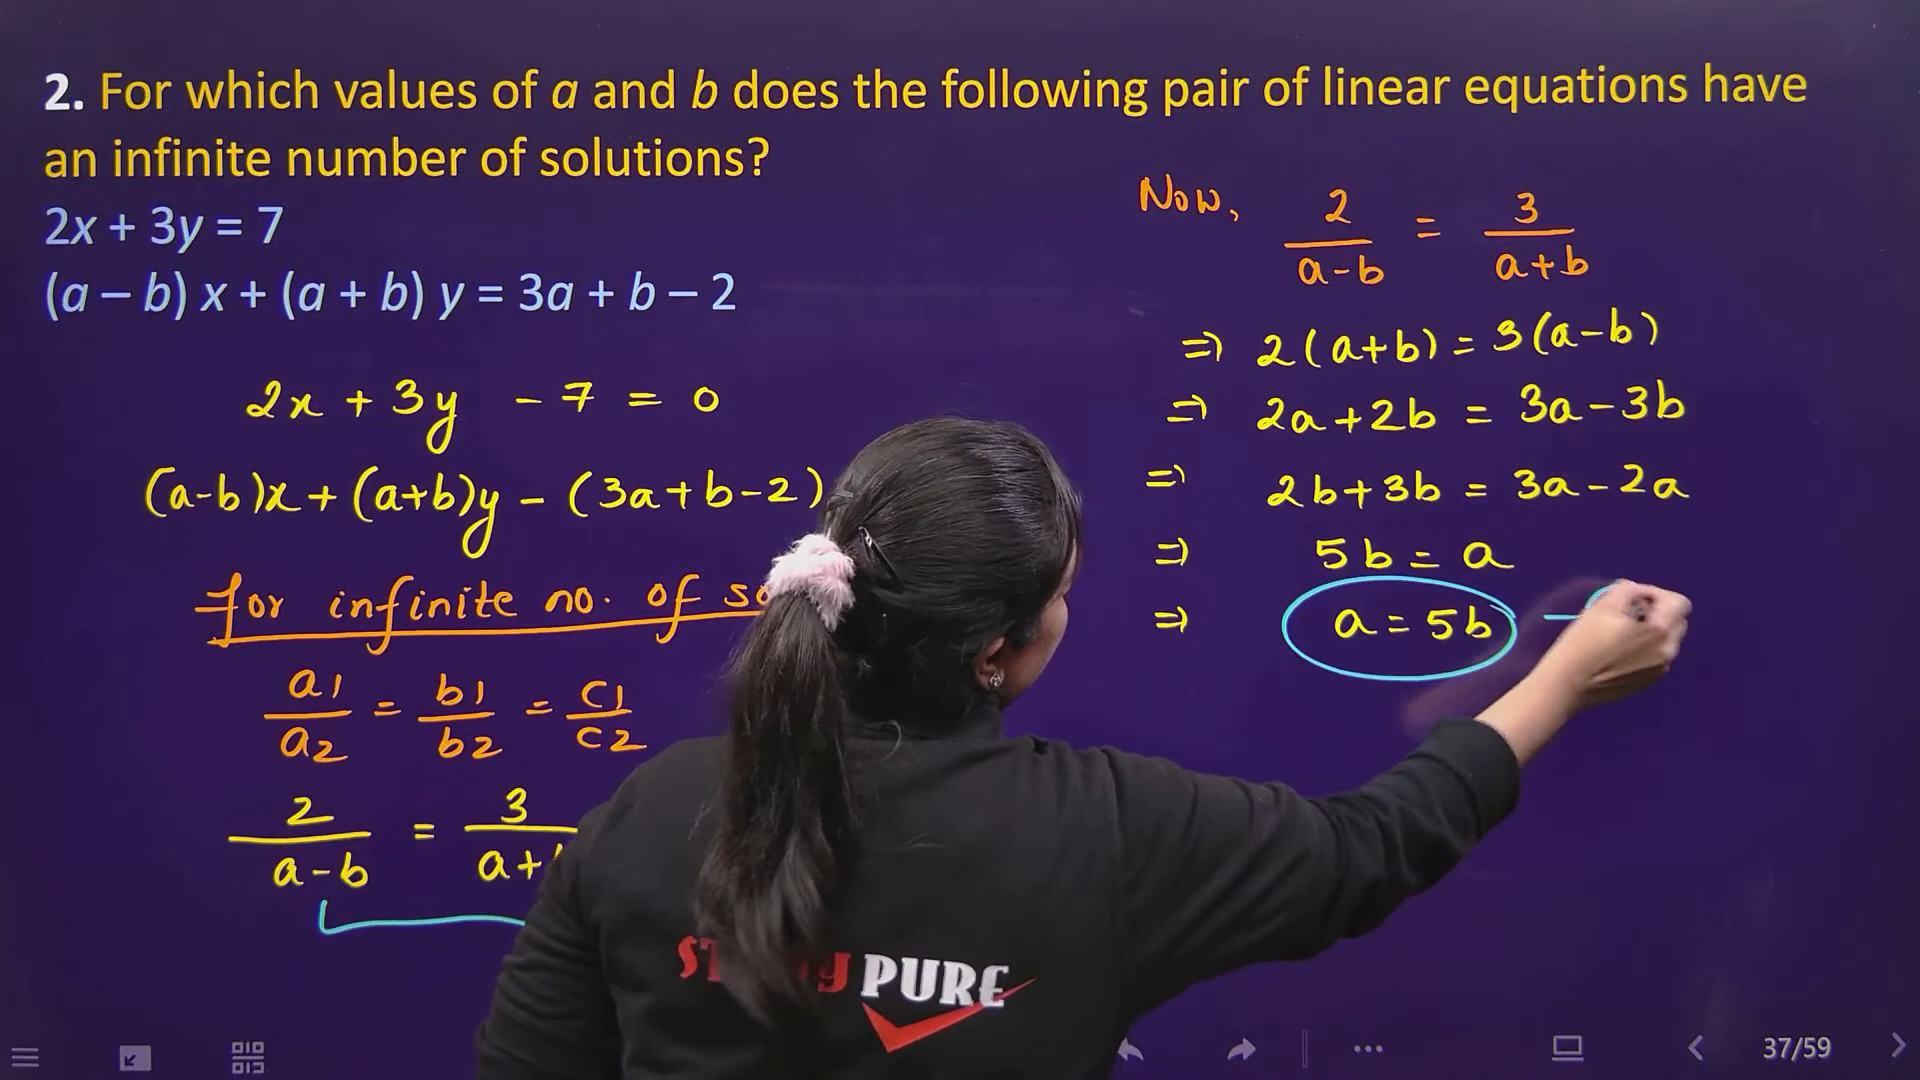 2. For which values of a and b does the following pair of linear equations have
an infinite number of solutions?
2x + 3y = 7
(a – b) x + (a + b) y = 3a + b – 2
2x + 3y - 7 = 0
(a-b)x + (a+b)y - (3a+b-2)
for infinite no. of
a1/a2 = b1/b2 = c1/c2
2/(a-b) = 3/(a+
Now, 2/(a-b) = 3/(a+b)
=> 2(a+b) = 3(a-b)
=> 2a+2b = 3a-3b
=> 2b+3b = 3a-2a
=> 5b = a
=> a = 5b —
PURE
37/59